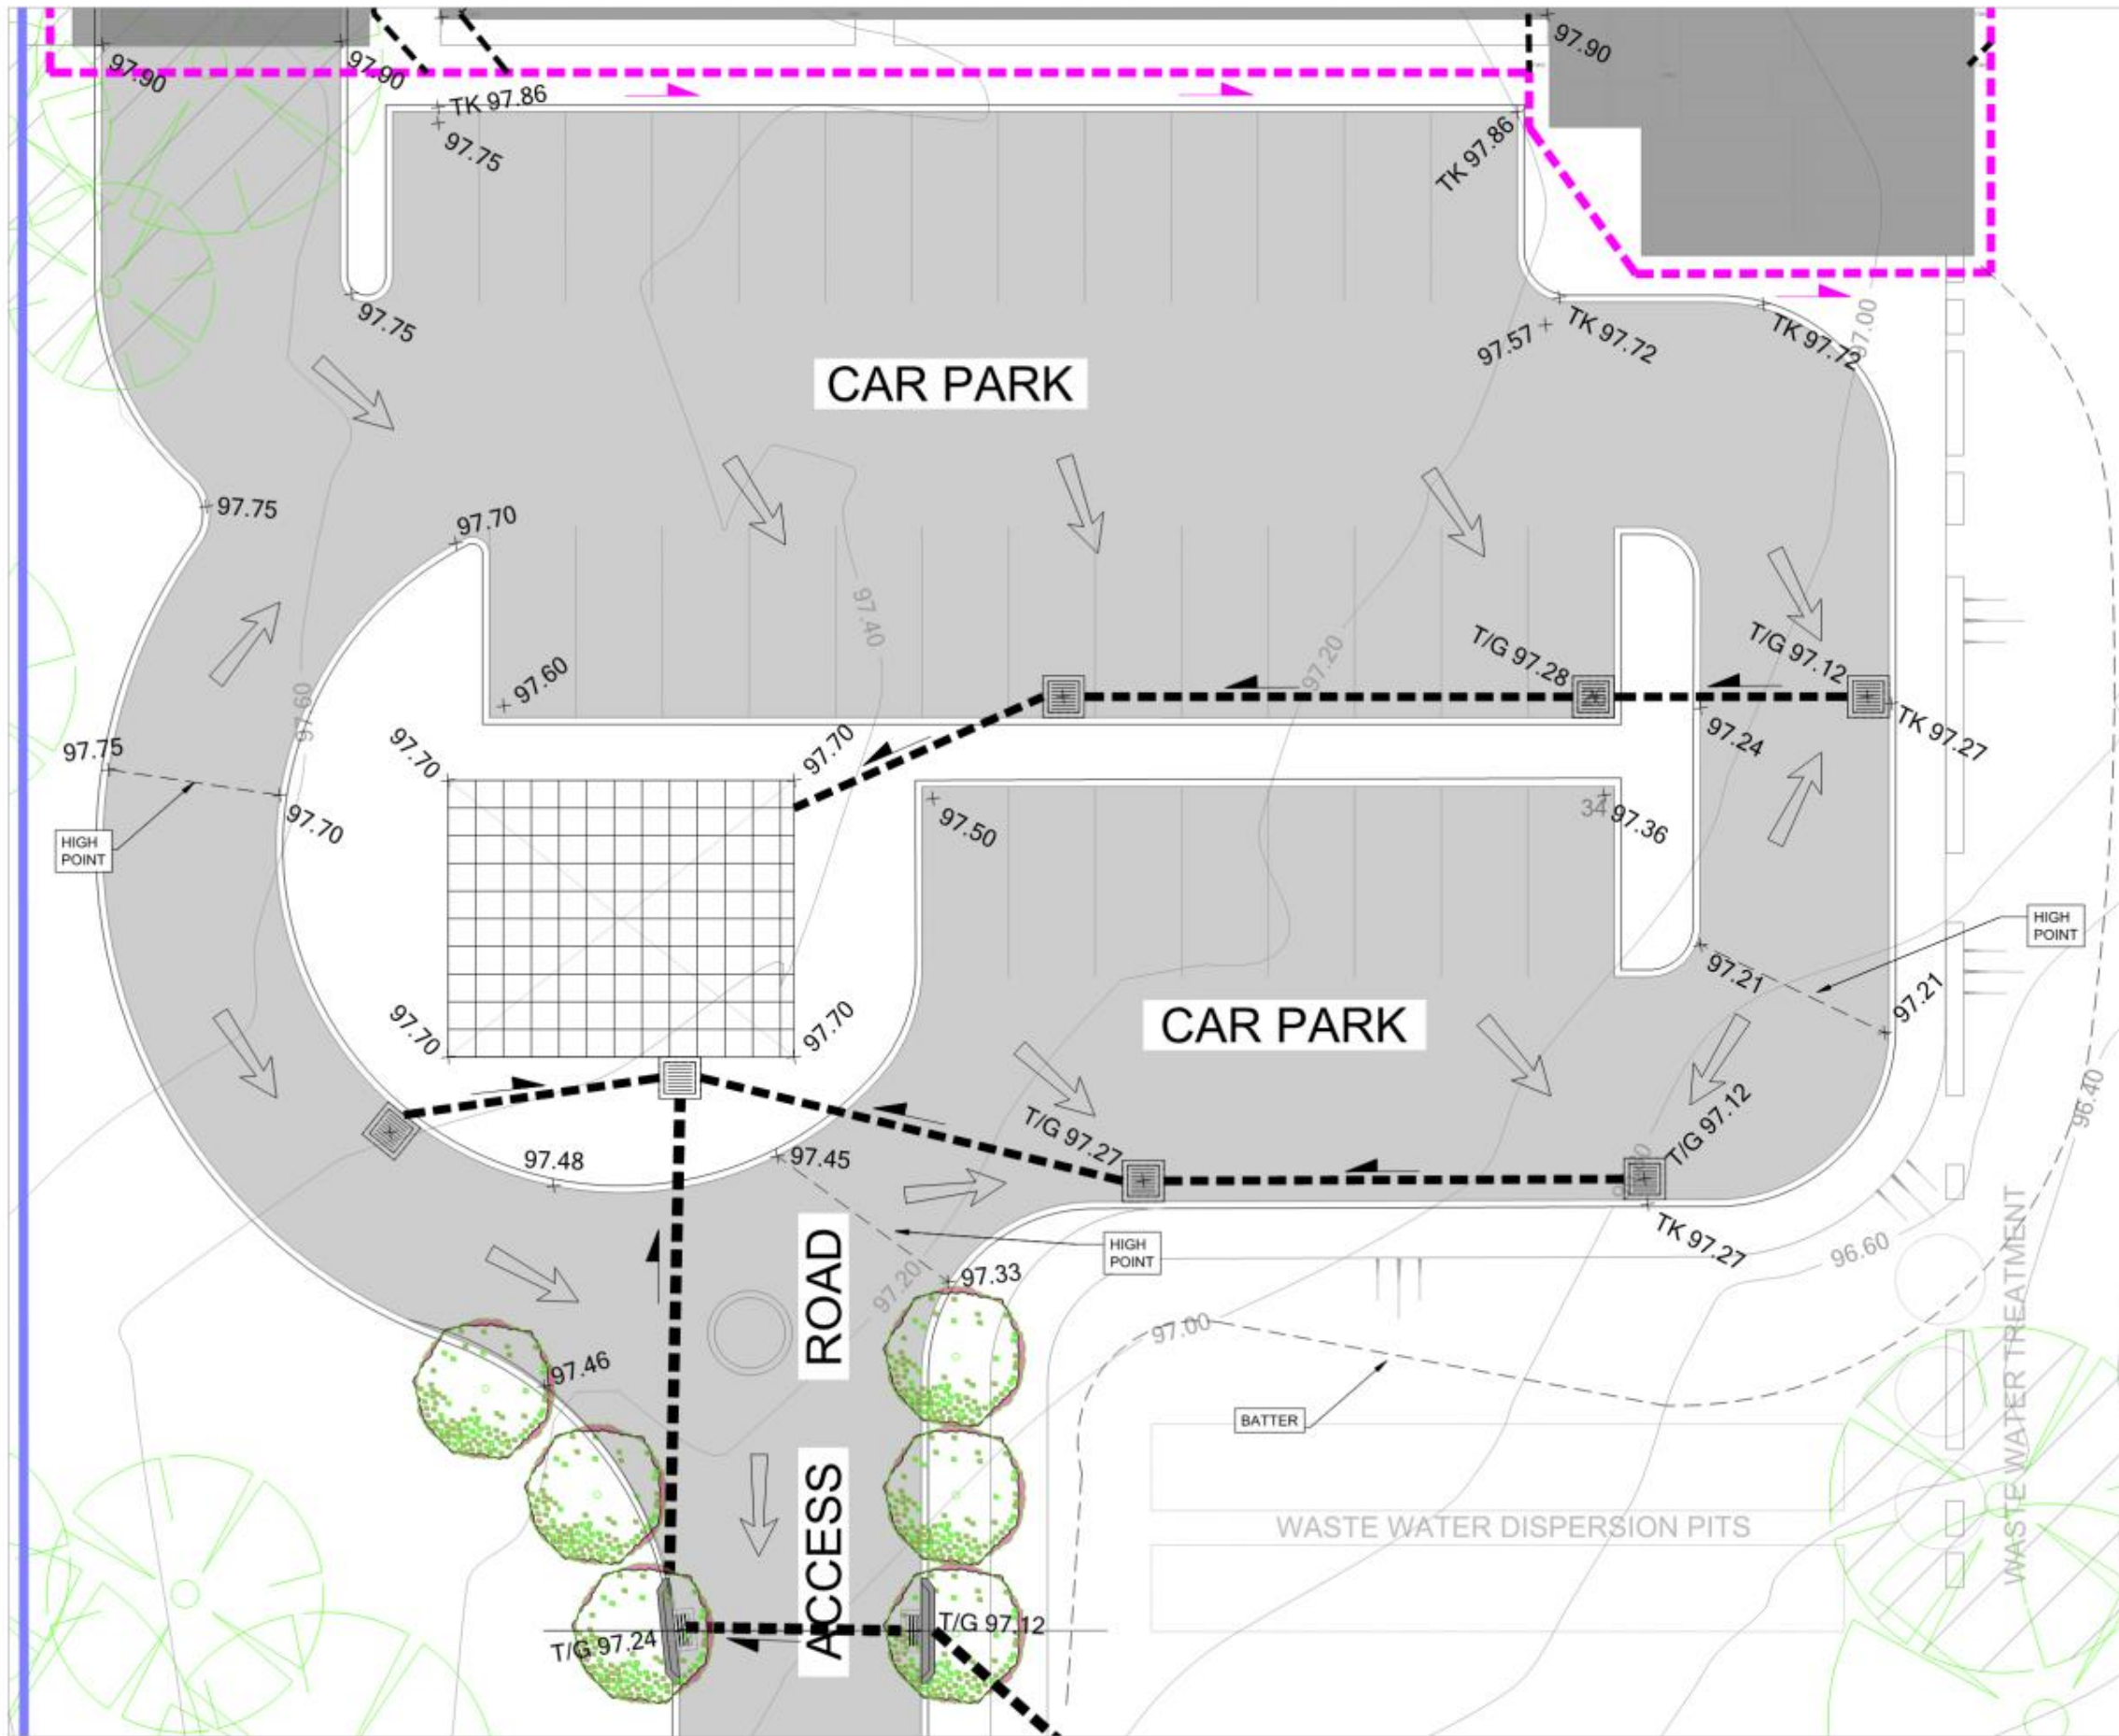 97.90
97.90
97.90
TK 97.86
97.75
TK 97.86
97.75
97.57
TK 97.72
TK 97.72
97.00
CAR PARK
97.75
97.70
97.40
97.60
97.60
97.20
T/G 97.28
T/G 97.12
TK 97.27
97.24
97.75
97.70
97.70
97.70
HIGH
POINT
97.50
34
97.36
HIGH
POINT
97.21
97.21
97.70
97.70
CAR PARK
T/G 97.27
T/G 97.12
96.40
97.48
97.45
TK 97.27
HIGH
POINT
97.33
97.20
96.60
97.00
97.46
ACCESS ROAD
BATTER
WASTE WATER TREATMENT
WASTE WATER DISPERSION PITS
T/G 97.24
T/G 97.12